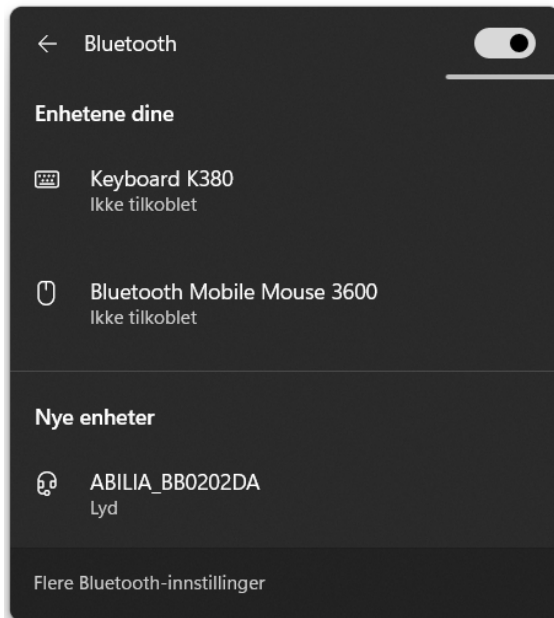 Bluetooth
Enhetene dine
Keyboard K380
Ikke tilkoblet
Bluetooth Mobile Mouse 3600
Ikke tilkoblet
Nye enheter
ABILIA_BB0202DA
Lyd
Flere Bluetooth-innstillinger